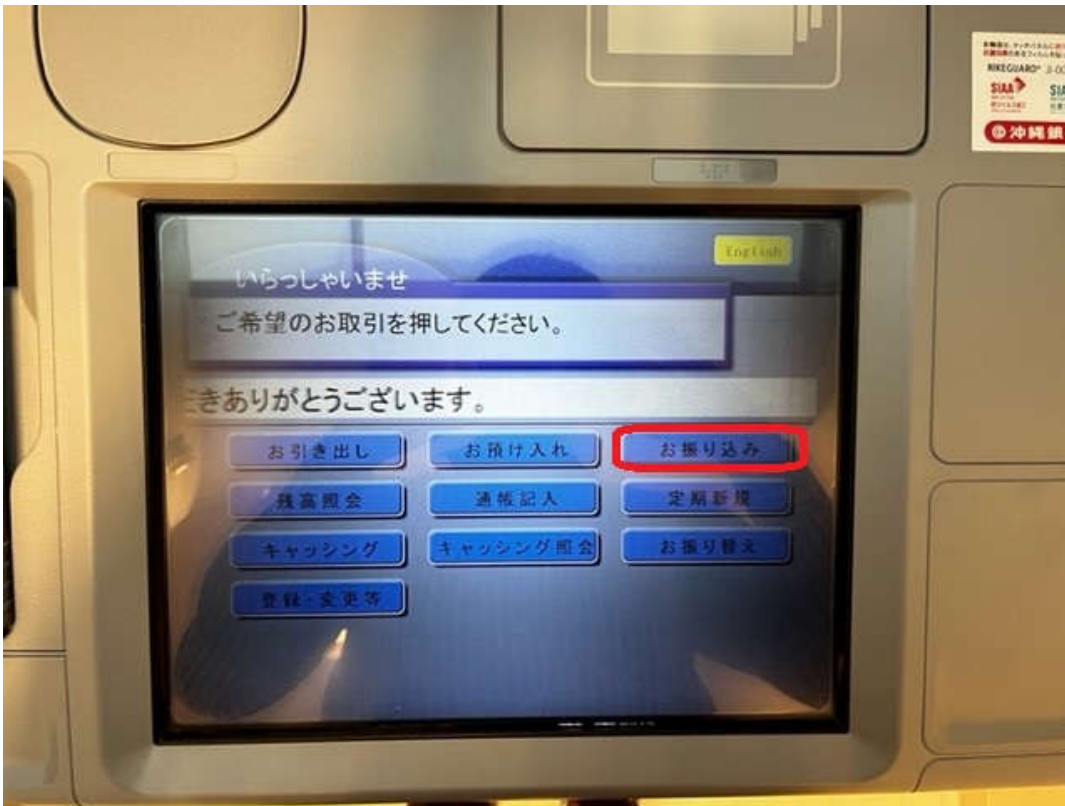 RIKEGUARD®
SIAA
沖縄銀
English
いらっしゃいませ
ご希望のお取引を押してください。
きありがとうございます。
お引き出し
お預け入れ
お振り込み
残高照会
通帳記入
定期新規
キャッシング
キャッシング照会
お振り替え
登録・変更等